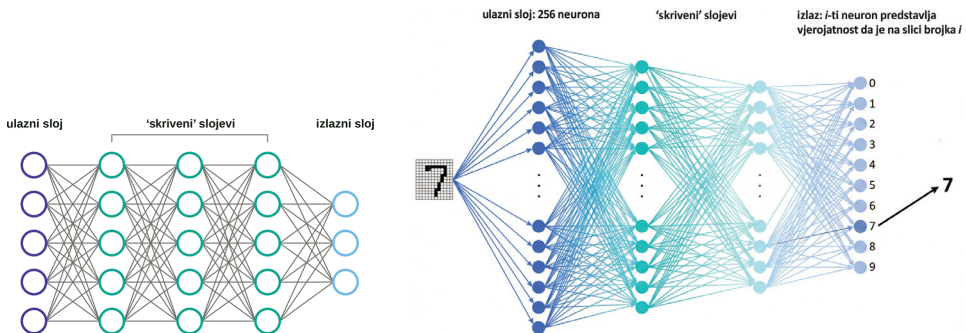 ulazni sloj
'skriveni' slojevi
izlazni sloj
ulazni sloj: 256 neurona
'skriveni' slojevi
izlaz: i-ti neuron predstavlja
vjerojatnost da je na slici brojka i
7
0
1
2
3
4
5
6
7
8
9
7